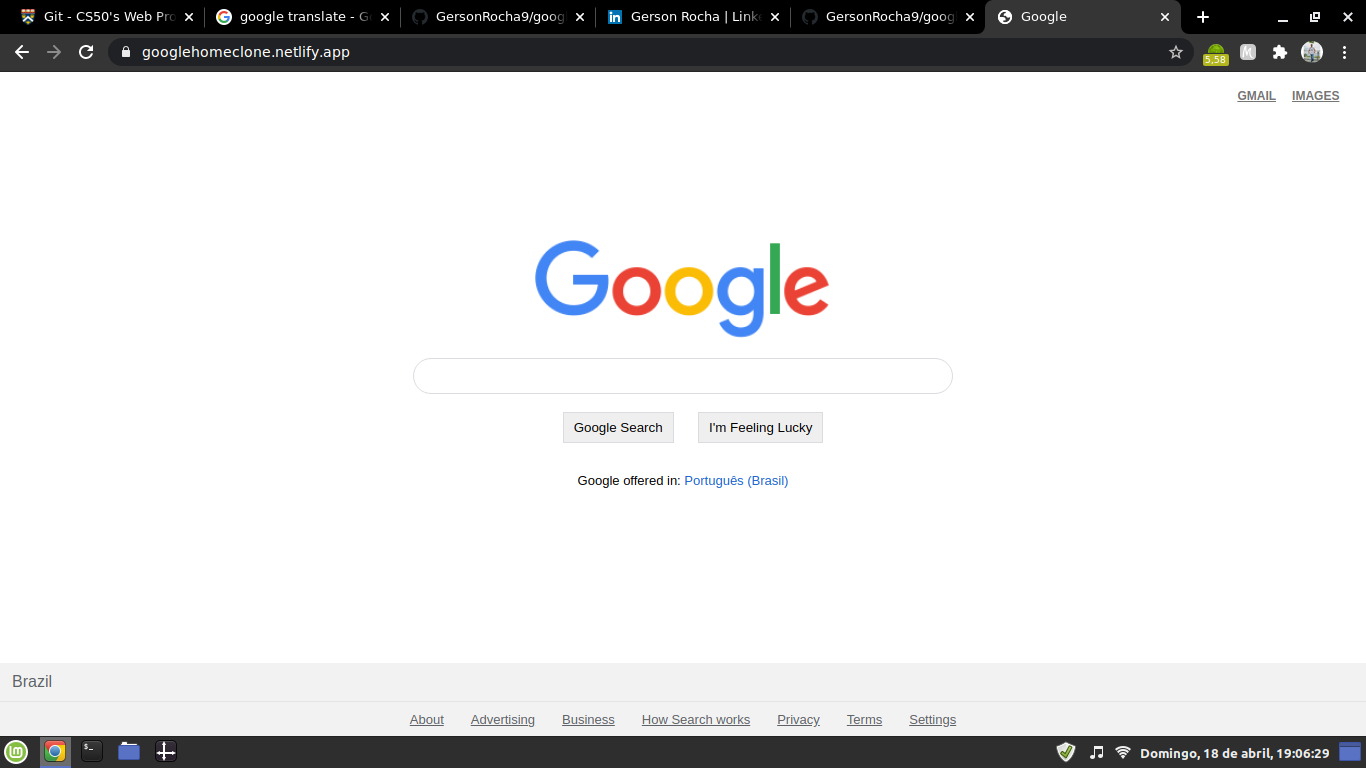 Git - CS50's Web Pro google translate - G GersonRocha9/goog Gerson Rocha | Link GersonRocha9/goog Google
googlehomeclone.netlify.app
5,58
GMAIL IMAGES
Google
Google Search I'm Feeling Lucky
Google offered in: Português (Brasil)
Brazil
About Advertising Business How Search works Privacy Terms Settings
Domingo, 18 de abril, 19:06:29